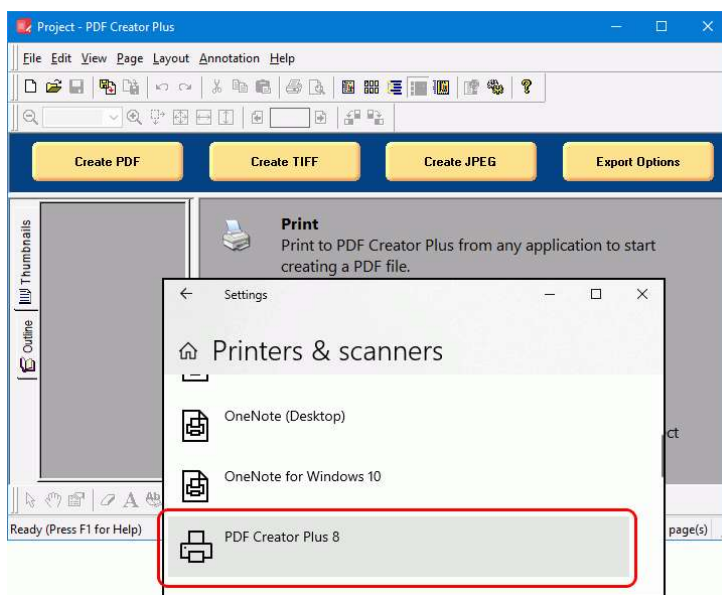 Project - PDF Creator Plus
File Edit View Page Layout Annotation Help
Create PDF
Create TIFF
Create JPEG
Export Options
Thumbnails
Outline
Print
Print to PDF Creator Plus from any application to start
creating a PDF file.
Settings
Printers & scanners
OneNote (Desktop)
OneNote for Windows 10
PDF Creator Plus 8
ct
Ready (Press F1 for Help)
page(s)